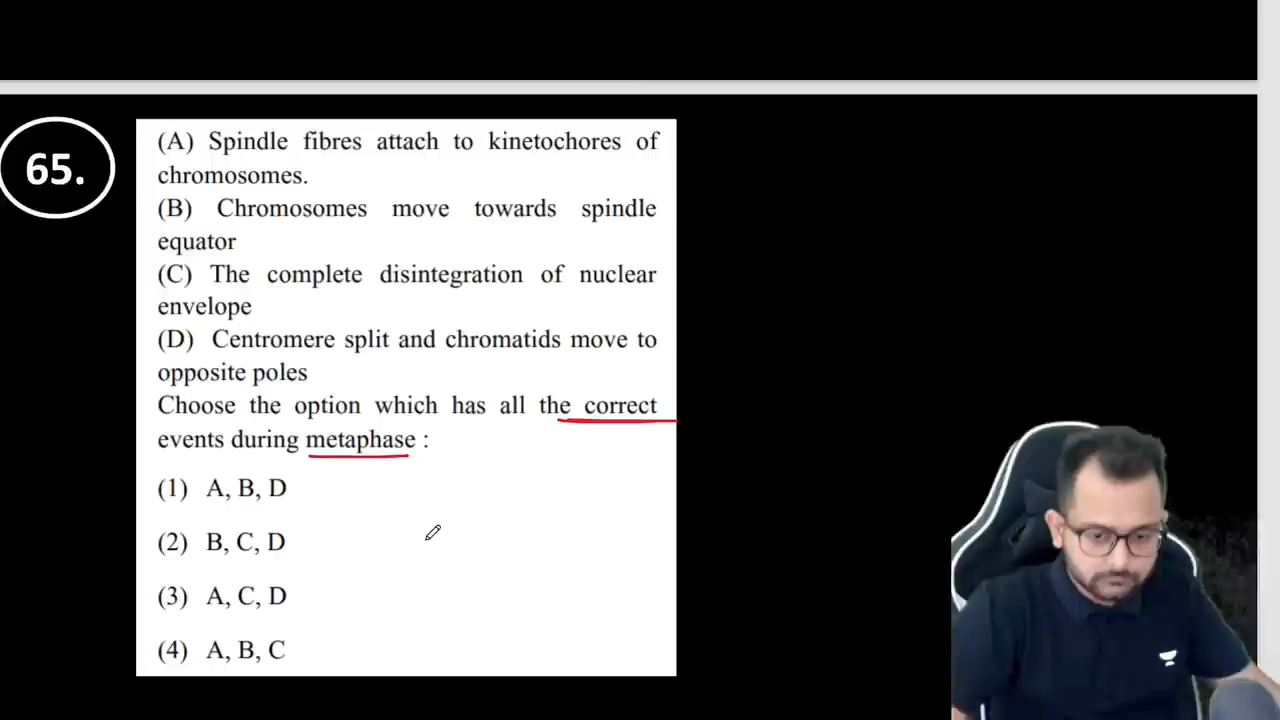 65.
(A) Spindle fibres attach to kinetochores of
chromosomes.
(B) Chromosomes move towards spindle
equator
(C) The complete disintegration of nuclear
envelope
(D) Centromere split and chromatids move to
opposite poles
Choose the option which has all the correct
events during metaphase :
(1) A, B, D
(2) B, C, D
(3) A, C, D
(4) A, B, C